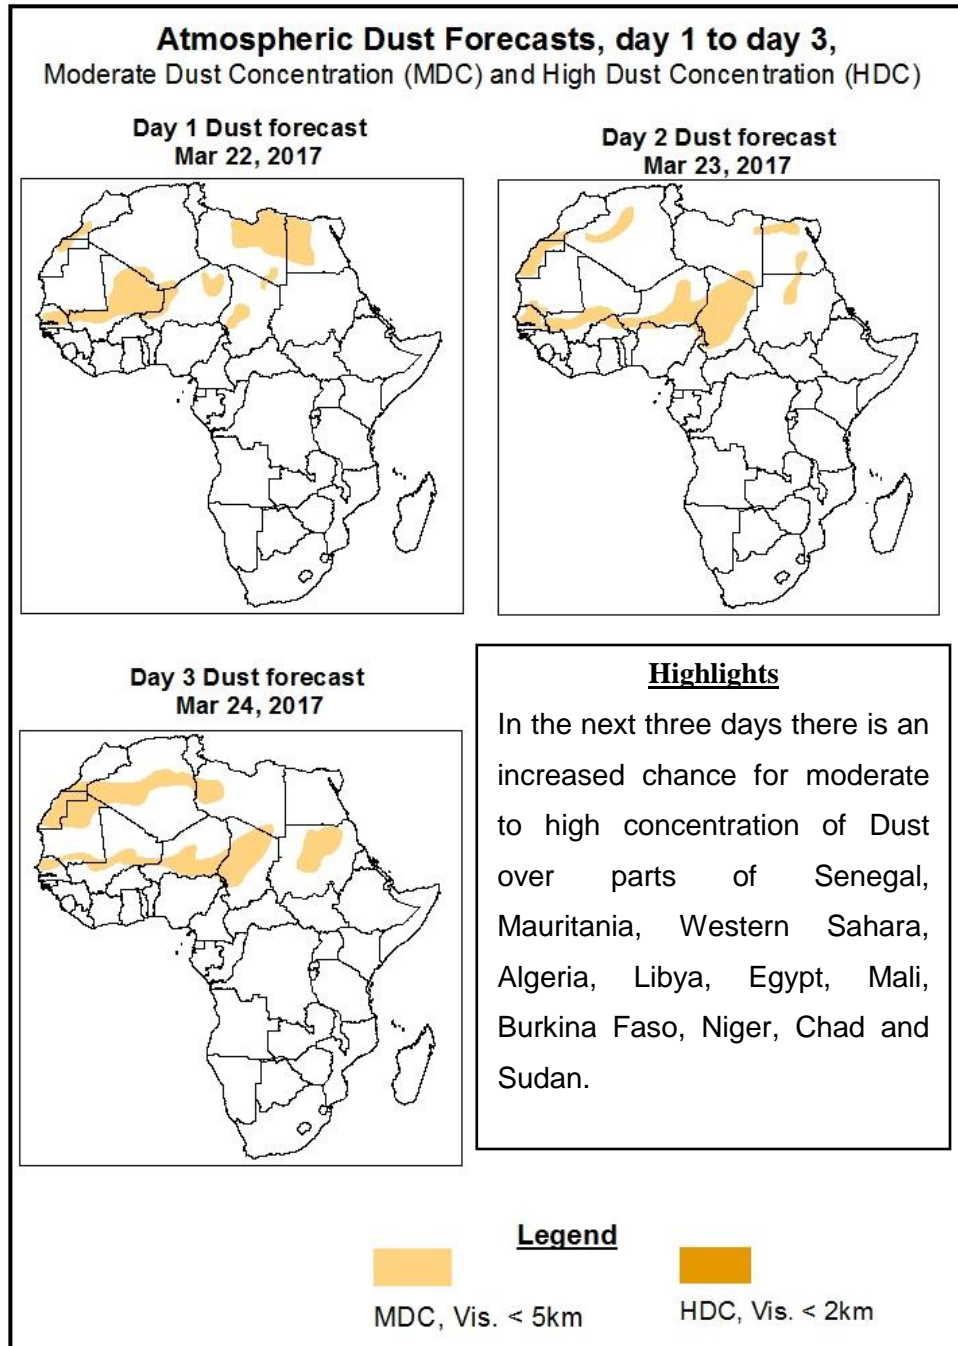 Atmospheric Dust Forecasts, day 1 to day 3,
Moderate Dust Concentration (MDC) and High Dust Concentration (HDC)
Day 1 Dust forecast
Mar 22, 2017
Day 2 Dust forecast
Mar 23, 2017
Day 3 Dust forecast
Mar 24, 2017
Highlights
In the next three days there is an
increased chance for moderate
to high concentration of Dust
over parts of Senegal,
Mauritania, Western Sahara,
Algeria, Libya, Egypt, Mali,
Burkina Faso, Niger, Chad and
Sudan.
Legend
MDC, Vis. < 5km
HDC, Vis. < 2km